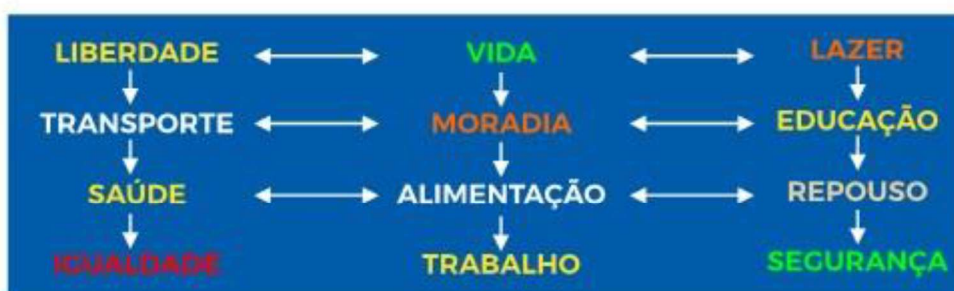 LIBERDADE VIDA LAZER
TRANSPORTE MORADIA EDUCAÇÃO
SAÚDE ALIMENTAÇÃO REPOUSO
IGUALDADE TRABALHO SEGURANÇA